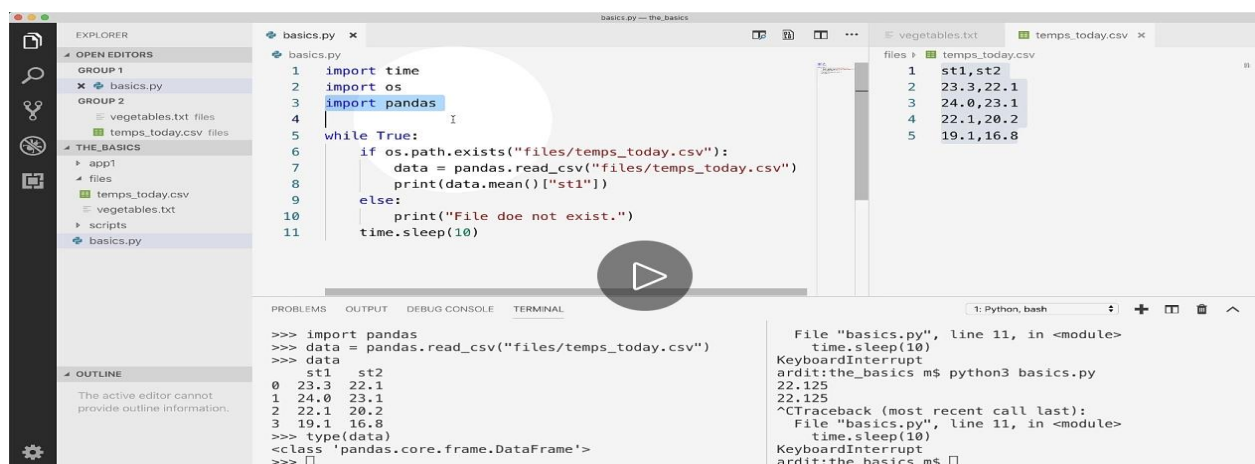 basics.py — the_basics
EXPLORER
OPEN EDITORS
GROUP 1
basics.py
GROUP 2
vegetables.txt files
temps_today.csv files
THE_BASICS
app1
files
temps_today.csv
vegetables.txt
scripts
basics.py
OUTLINE
The active editor cannot
provide outline information.
basics.py
basics.py
1 import time
2 import os
3 import pandas
4
5 while True:
6 if os.path.exists("files/temps_today.csv"):
7 data = pandas.read_csv("files/temps_today.csv")
8 print(data.mean()["st1"])
9 else:
10 print("File doe not exist.")
11 time.sleep(10)
vegetables.txt
temps_today.csv
files temps_today.csv
1 st1,st2
2 23.3,22.1
3 24.0,23.1
4 22.1,20.2
5 19.1,16.8
PROBLEMS OUTPUT DEBUG CONSOLE TERMINAL
1: Python, bash
>>> import pandas
>>> data = pandas.read_csv("files/temps_today.csv")
>>> data
st1 st2
0 23.3 22.1
1 24.0 23.1
2 22.1 20.2
3 19.1 16.8
>>> type(data)
<class 'pandas.core.frame.DataFrame'>
>>>
File "basics.py", line 11, in <module>
time.sleep(10)
KeyboardInterrupt
ardit:the_basics m$ python3 basics.py
22.125
22.125
^CTraceback (most recent call last):
File "basics.py", line 11, in <module>
time.sleep(10)
KeyboardInterrupt
ardit:the_basics m$